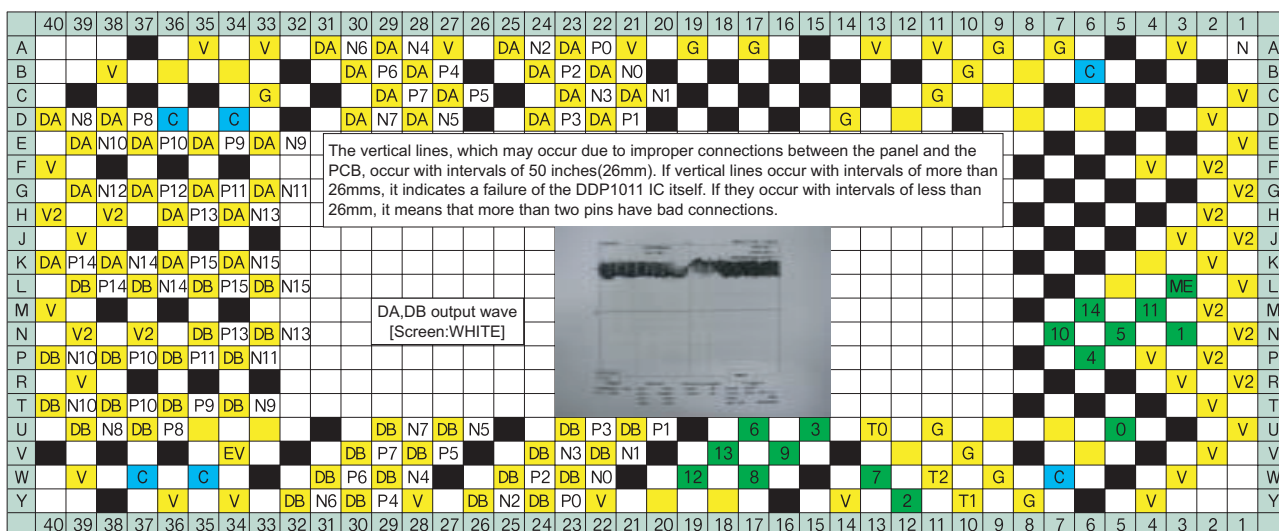 40 39 38 37 36 35 34 33 32 31 30 29 28 27 26 25 24 23 22 21 20 19 18 17 16 15 14 13 12 11 10 9 8 7 6 5 4 3 2 1
A V V DA N6 DA N4 V DA N2 DA P0 V G G V V G G V N A
B V DA P6 DA P4 DA P2 DA N0 G C B
C G DA P7 DA P5 DA N3 DA N1 G V C
D DA N8 DA P8 C C DA N7 DA N5 DA P3 DA P1 G V D
E DA N10 DA P10 DA P9 DA N9 V E
The vertical lines, which may occur due to improper connections between the panel and the
PCB, occur with intervals of 50 inches(26mm). If vertical lines occur with intervals of more than
26mms, it indicates a failure of the DDP1011 IC itself. If they occur with intervals of less than
26mm, it means that more than two pins have bad connections.
F V V V2 F
G DA N12 DA P12 DA P11 DA N11 V2 G
H V2 V2 DA P13 DA N13 V2 H
J V V V2 J
K DA P14 DA N14 DA P15 DA N15 V K
L DB P14 DB N14 DB P15 DB N15 ME V L
DA,DB output wave
[Screen:WHITE]
M V 14 11 V2 M
N V2 V2 DB P13 DB N13 10 5 1 V2 N
P DB N10 DB P10 DB P11 DB N11 4 V V2 P
R V V V2 R
T DB N10 DB P10 DB P9 DB N9 V T
U DB N8 DB P8 DB N7 DB N5 DB P3 DB P1 6 3 T0 G 0 V U
V EV DB P7 DB P5 DB N3 DB N1 13 9 G V V
W V C C DB P6 DB N4 DB P2 DB N0 12 8 7 T2 G C V W
Y V V DB N6 DB P4 V DB N2 DB P0 V V 2 T1 G V Y
40 39 38 37 36 35 34 33 32 31 30 29 28 27 26 25 24 23 22 21 20 19 18 17 16 15 14 13 12 11 10 9 8 7 6 5 4 3 2 1